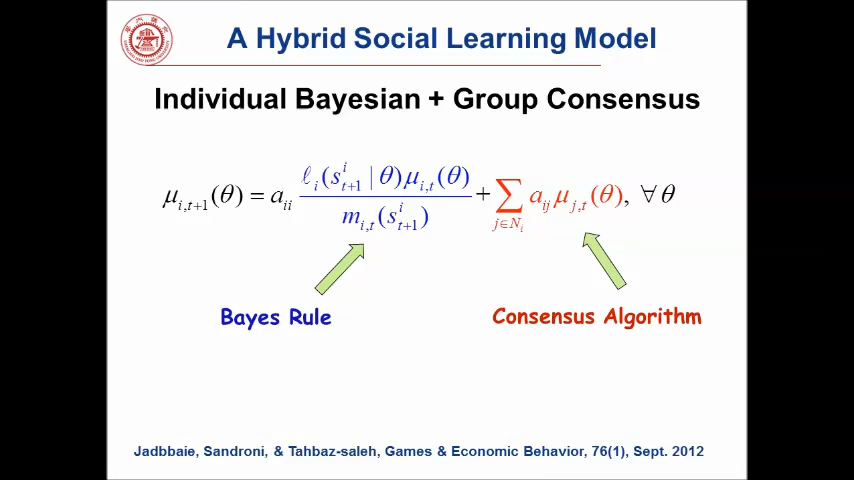 A Hybrid Social Learning Model
Individual Bayesian + Group Consensus
μ_{i,t+1}(θ) = a_{ii} \frac{ℓ_i(s^i_{t+1} | θ) μ_{i,t}(θ)}{m_{i,t}(s^i_{t+1})} + \sum_{j∈N_i} a_{ij} μ_{j,t}(θ), ∀ θ
Bayes Rule
Consensus Algorithm
Jadbbaie, Sandroni, & Tahbaz-saleh, Games & Economic Behavior, 76(1), Sept. 2012